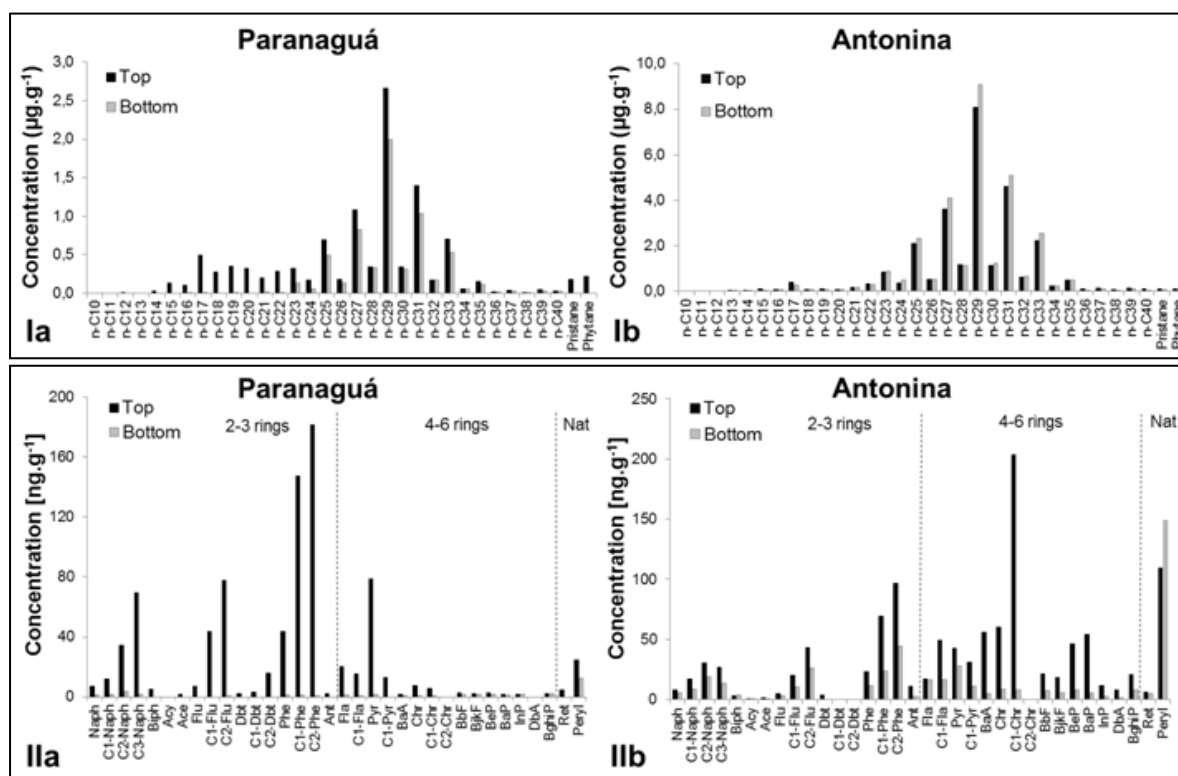 Paranaguá
Antonina
Concentration (µg.g⁻¹)
3,0
2,5
2,0
1,5
1,0
0,5
0,0
Top
Bottom
n-C10
n-C11
n-C12
n-C13
n-C14
n-C15
n-C16
n-C17
n-C18
n-C19
n-C20
n-C21
n-C22
n-C23
n-C24
n-C25
n-C26
n-C27
n-C28
n-C29
n-C30
n-C31
n-C32
n-C33
n-C34
n-C35
n-C36
n-C37
n-C38
n-C39
n-C40
Pristane
Phytane
Ia
Concentration (µg.g⁻¹)
10,0
8,0
6,0
4,0
2,0
0,0
Top
Bottom
n-C10
n-C11
n-C12
n-C13
n-C14
n-C15
n-C16
n-C17
n-C18
n-C19
n-C20
n-C21
n-C22
n-C23
n-C24
n-C25
n-C26
n-C27
n-C28
n-C29
n-C30
n-C31
n-C32
n-C33
n-C34
n-C35
n-C36
n-C37
n-C38
n-C39
n-C40
Pristane
Phytane
Ib
Paranaguá
Antonina
Concentration [ng.g⁻¹]
200
160
120
80
40
0
Top
Bottom
2-3 rings
4-6 rings
Nat
Naph
C1-Naph
C2-Naph
C3-Naph
Biph
Acy
Ace
Flu
C1-Flu
C2-Flu
Dbt
C1-Dbt
C2-Dbt
Phe
C1-Phe
C2-Phe
Ant
Fla
C1-Fla
Pyr
C1-Pyr
BaA
Chr
C1-Chr
C2-Chr
BbF
BjkF
BeP
BaP
InP
DbA
BghiP
Ret
Peryl
IIa
Concentration [ng.g⁻¹]
250
200
150
100
50
0
Top
Bottom
2-3 rings
4-6 rings
Nat
Naph
C1-Naph
C2-Naph
C3-Naph
Biph
Acy
Ace
Flu
C1-Flu
C2-Flu
Dbt
C1-Dbt
C2-Dbt
Phe
C1-Phe
C2-Phe
Ant
Fla
C1-Fla
Pyr
C1-Pyr
BaA
Chr
C1-Chr
C2-Chr
BbF
BjkF
BeP
BaP
InP
DbA
BghiP
Ret
Peryl
IIb